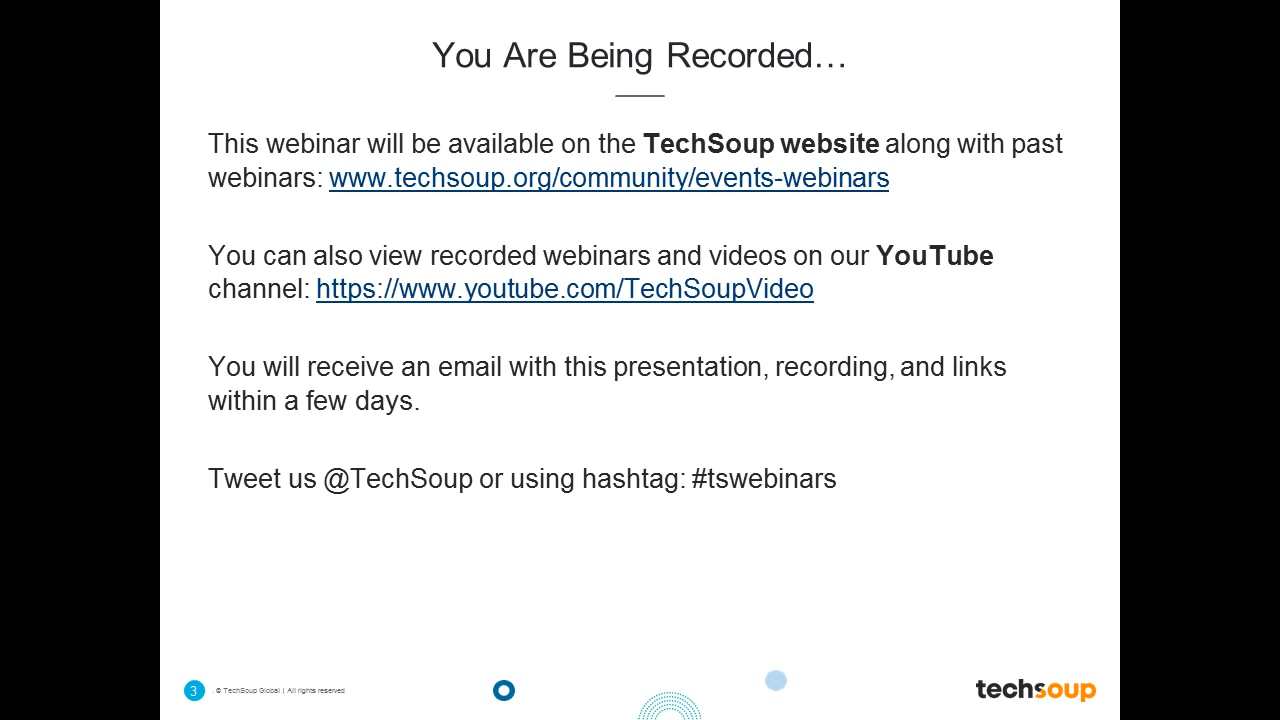 You Are Being Recorded…
This webinar will be available on the TechSoup website along with past
webinars: www.techsoup.org/community/events-webinars
You can also view recorded webinars and videos on our YouTube
channel: https://www.youtube.com/TechSoupVideo
You will receive an email with this presentation, recording, and links
within a few days.
Tweet us @TechSoup or using hashtag: #tswebinars
3 . © TechSoup Global | All rights reserved
techsoup